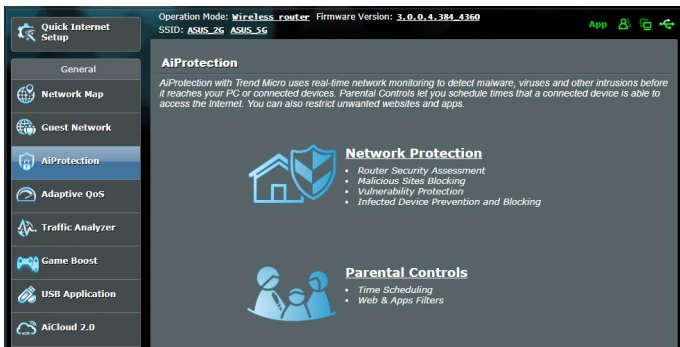 Quick Internet
Setup
General
Network Map
Guest Network
AiProtection
Adaptive QoS
Traffic Analyzer
Game Boost
USB Application
AiCloud 2.0
Operation Mode: Wireless router Firmware Version: 3.0.0.4.384_4360
SSID: ASUS_2G ASUS_5G
App
AiProtection
AiProtection with Trend Micro uses real-time network monitoring to detect malware, viruses and other intrusions before
it reaches your PC or connected devices. Parental Controls let you schedule times that a connected device is able to
access the Internet. You can also restrict unwanted websites and apps.
Network Protection
• Router Security Assessment
• Malicious Sites Blocking
• Vulnerability Protection
• Infected Device Prevention and Blocking
Parental Controls
• Time Scheduling
• Web & Apps Filters